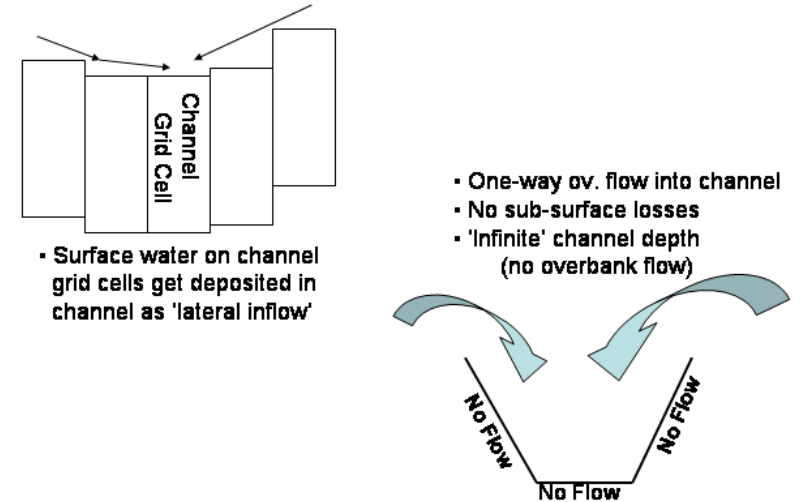 Channel
Grid Cell
▪ Surface water on channel
grid cells get deposited in
channel as 'lateral inflow'
▪ One-way ov. flow into channel
▪ No sub-surface losses
▪ 'Infinite' channel depth
(no overbank flow)
No Flow
No Flow
No Flow